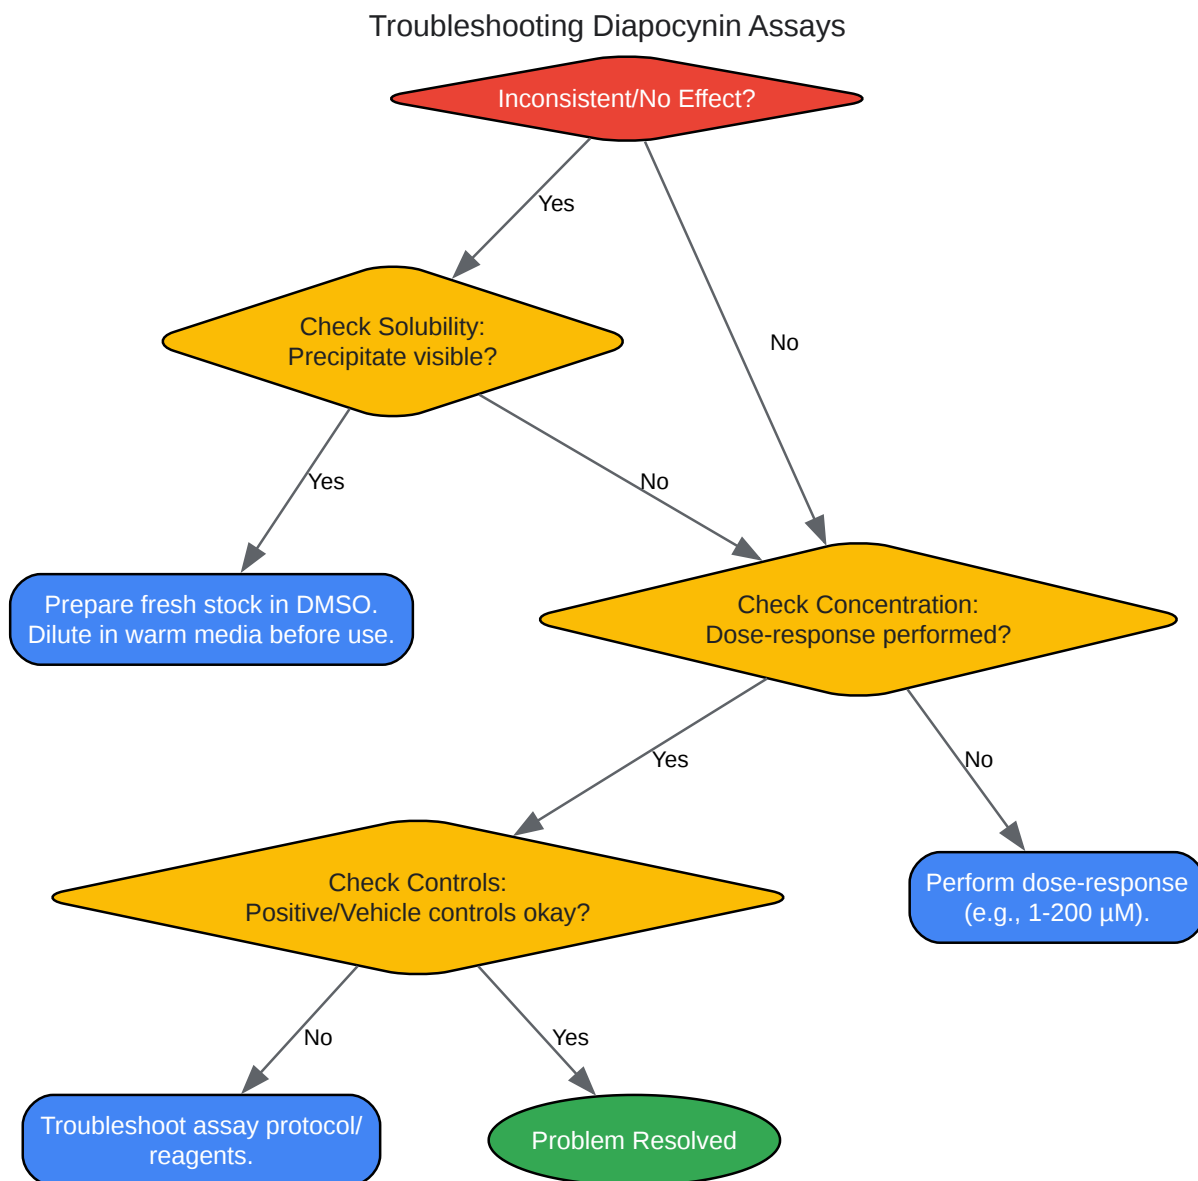 Troubleshooting Diapocynin Assays
Inconsistent/No Effect?
Yes
No
Check Solubility:
Precipitate visible?
Yes
No
Prepare fresh stock in DMSO.
Dilute in warm media before use.
Check Concentration:
Dose-response performed?
Yes
No
Check Controls:
Positive/Vehicle controls okay?
Perform dose-response
(e.g., 1-200 µM).
No
Yes
Troubleshoot assay protocol/
reagents.
Problem Resolved